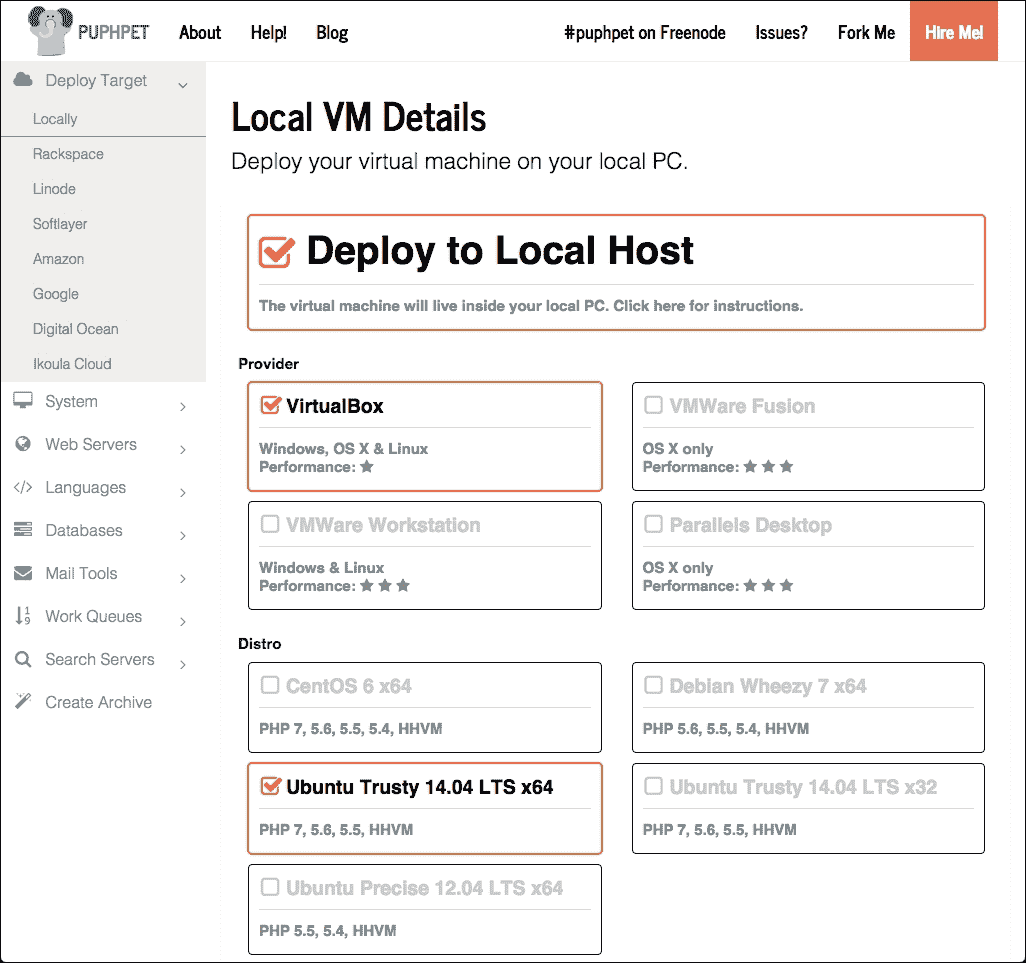 PUPHPET About Help! Blog #puphpet on Freenode Issues? Fork Me Hire Me!
Deploy Target
Locally
Rackspace
Linode
Softlayer
Amazon
Google
Digital Ocean
Ikoula Cloud
System
Web Servers
Languages
Databases
Mail Tools
Work Queues
Search Servers
Create Archive
Local VM Details
Deploy your virtual machine on your local PC.
Deploy to Local Host
The virtual machine will live inside your local PC. Click here for instructions.
Provider
VirtualBox
Windows, OS X & Linux
Performance: ★
VMWare Fusion
OS X only
Performance: ★ ★ ★
VMWare Workstation
Windows & Linux
Performance: ★ ★ ★
Parallels Desktop
OS X only
Performance: ★ ★ ★
Distro
CentOS 6 x64
PHP 7, 5.6, 5.5, 5.4, HHVM
Debian Wheezy 7 x64
PHP 5.6, 5.5, 5.4, HHVM
Ubuntu Trusty 14.04 LTS x64
PHP 7, 5.6, 5.5, HHVM
Ubuntu Trusty 14.04 LTS x32
PHP 7, 5.6, 5.5, HHVM
Ubuntu Precise 12.04 LTS x64
PHP 5.5, 5.4, HHVM